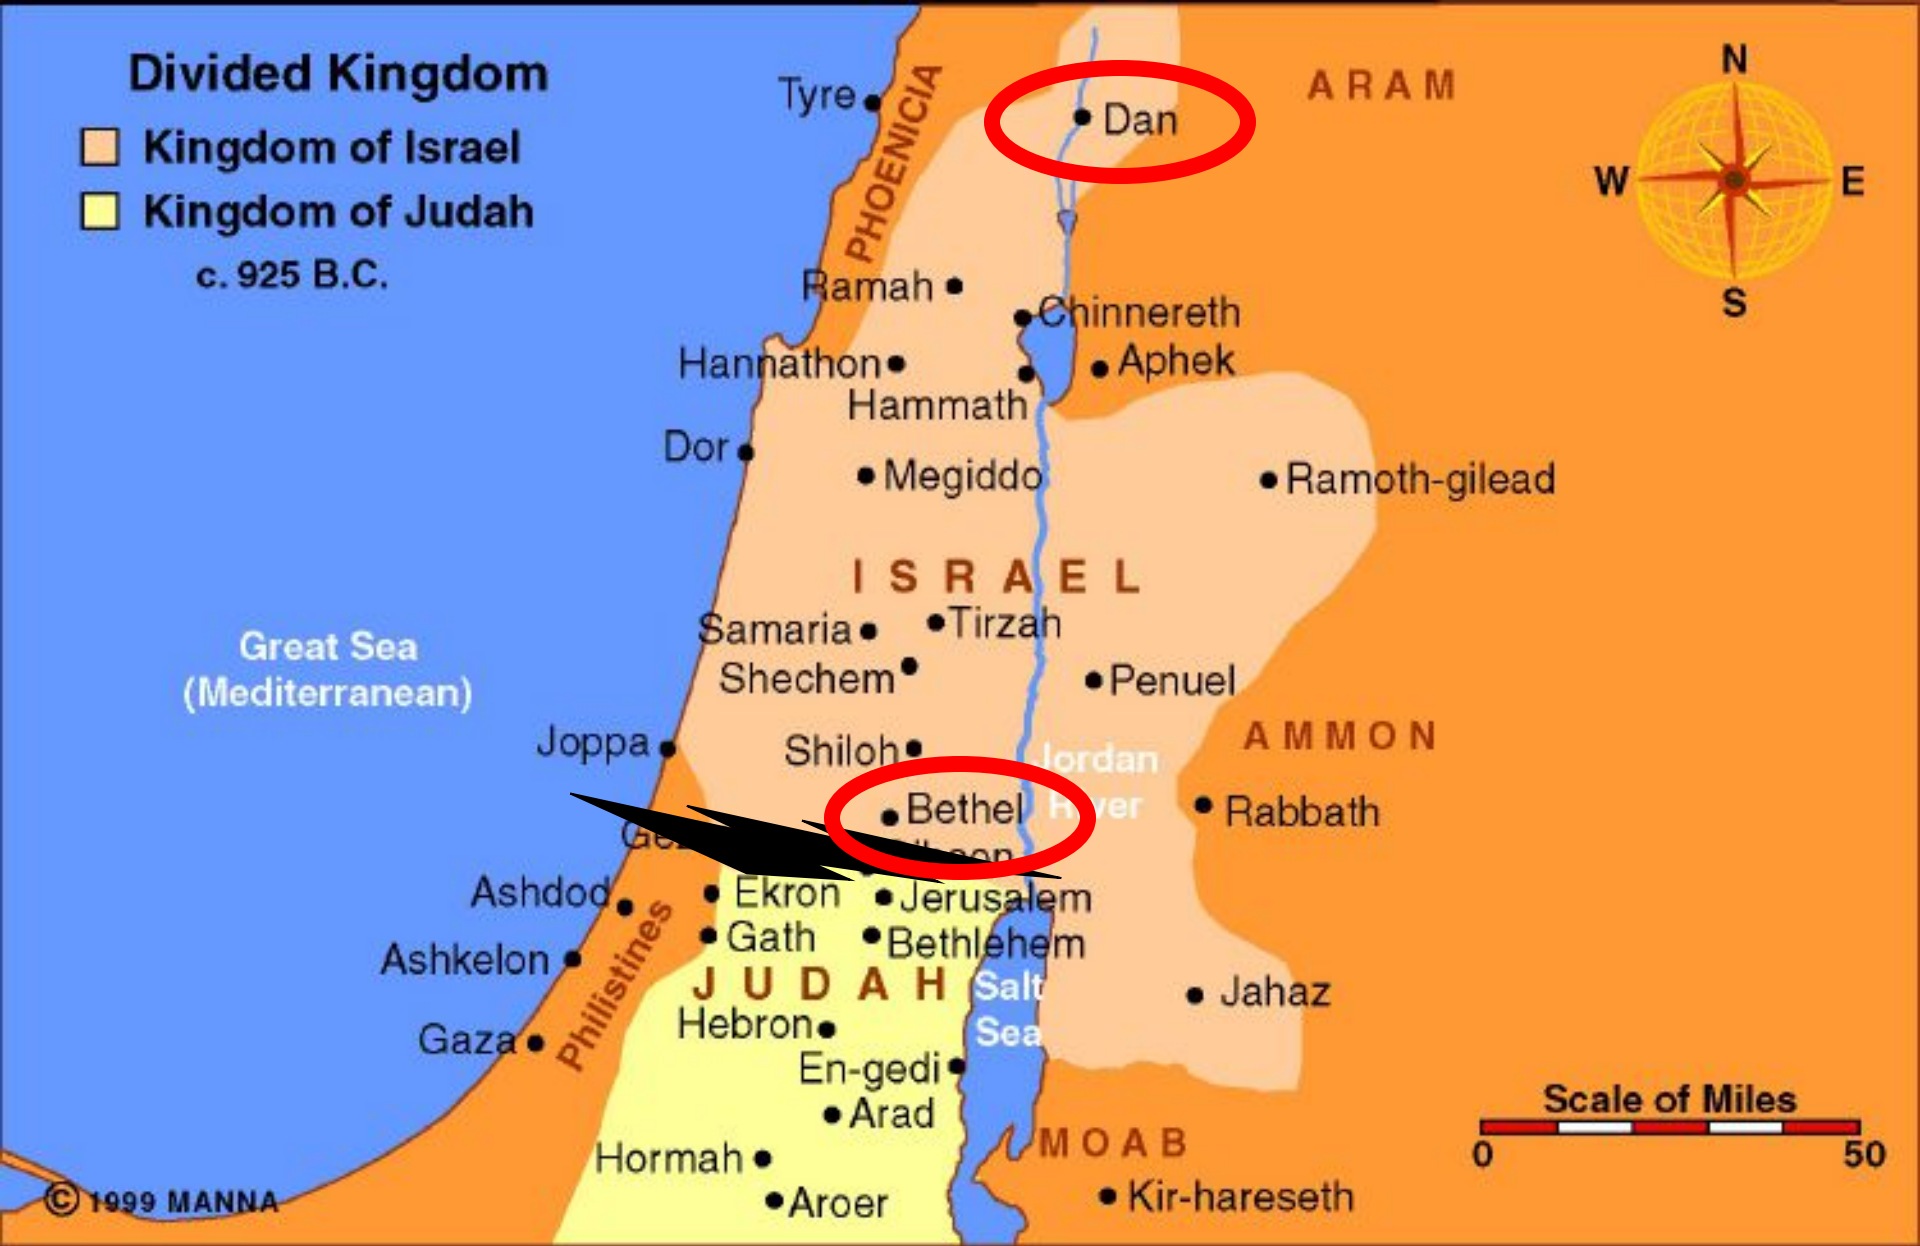 Divided Kingdom
Kingdom of Israel
Kingdom of Judah
c. 925 B.C.
N
W
E
S
ARAM
Tyre
PHOENICIA
Dan
Ramah
Chinnereth
Hannathon
Aphek
Hammath
Dor
Megiddo
Ramoth-gilead
ISRAEL
Samaria
Tirzah
Shechem
Penuel
Great Sea
(Mediterranean)
Joppa
Shiloh
AMMON
Jordan
River
Bethel
Rabbath
Ashdod
Ekron
Jerusalem
Gath
Bethlehem
Ashkelon
Philistines
JUDAH
Salt
Sea
Jahaz
Hebron
Gaza
En-gedi
Arad
Scale of Miles
0
50
MOAB
Hormah
Aroer
Kir-hareseth
© 1999 MANNA